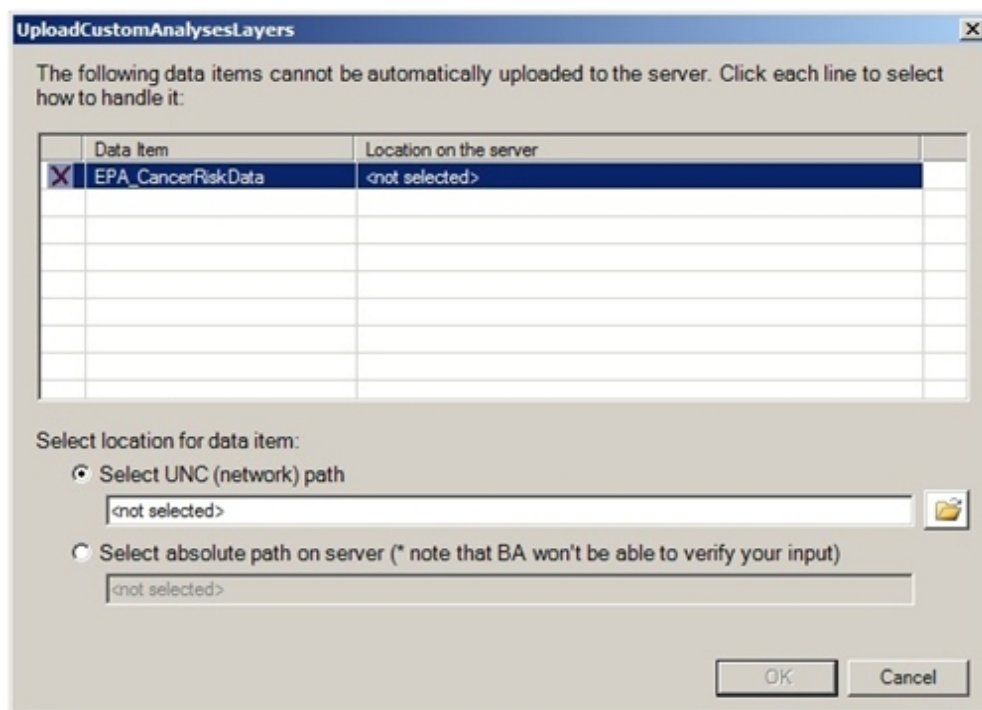 UploadCustomAnalysesLayers
The following data items cannot be automatically uploaded to the server. Click each line to select
how to handle it:
Data Item Location on the server
EPA_CancerRiskData <not selected>
Select location for data item:
Select UNC (network) path
<not selected>
Select absolute path on server (* note that BA won't be able to verify your input)
<not selected>
OK Cancel